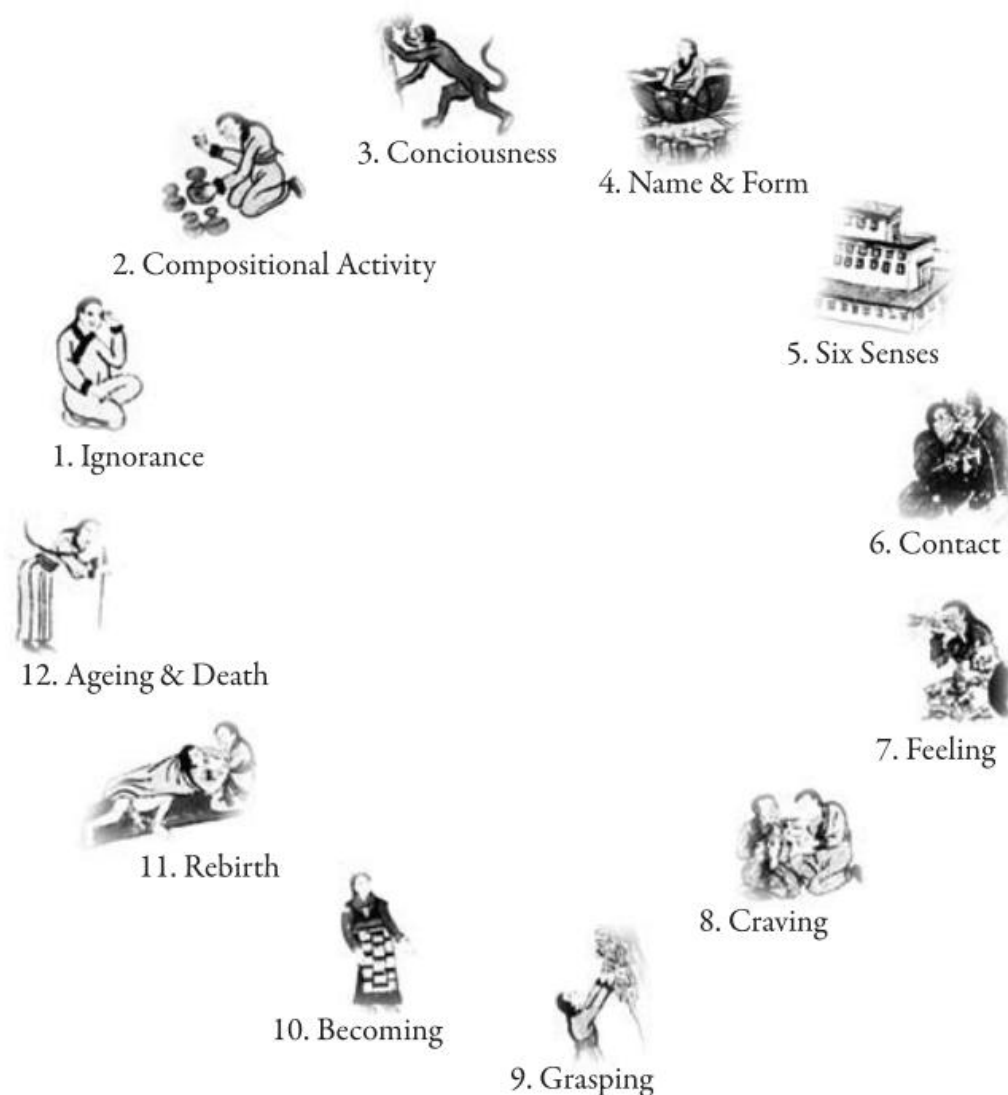 3. Conciousness
4. Name & Form
2. Compositional Activity
5. Six Senses
1. Ignorance
6. Contact
12. Ageing & Death
7. Feeling
11. Rebirth
8. Craving
10. Becoming
9. Grasping